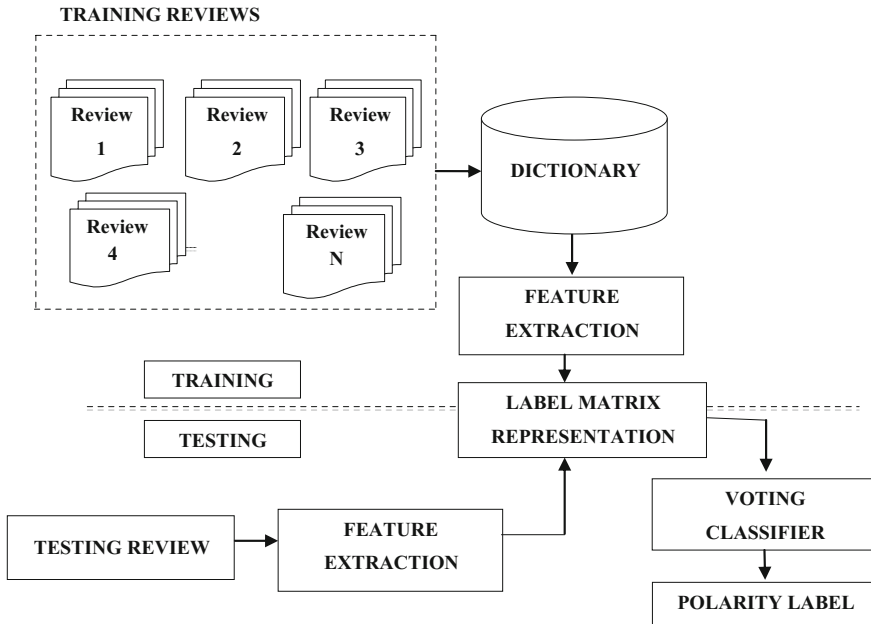 TRAINING REVIEWS
Review
1
Review
2
Review
3
Review
4
Review
N
DICTIONARY
FEATURE
EXTRACTION
TRAINING
LABEL MATRIX
REPRESENTATION
TESTING
VOTING
CLASSIFIER
TESTING REVIEW
FEATURE
EXTRACTION
POLARITY LABEL